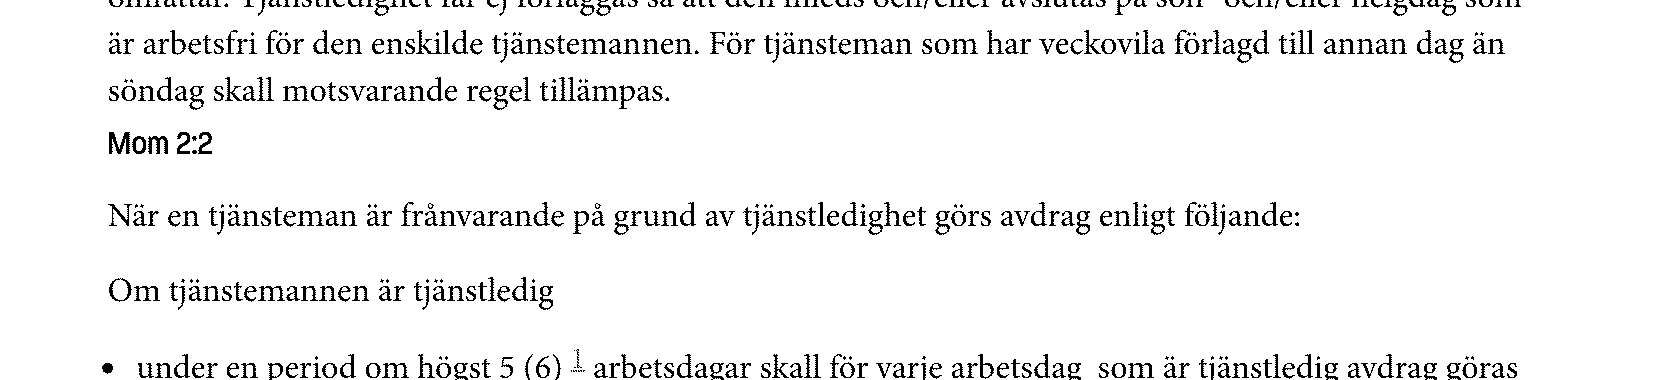 omfattar. Tjänstledighet får ej förläggas så att den inleds och/eller avslutas på sön- och/eller helgdag som
är arbetsfri för den enskilde tjänstemannen. För tjänsteman som har veckovila förlagd till annan dag än
söndag skall motsvarande regel tillämpas.
Mom 2:2
När en tjänsteman är frånvarande på grund av tjänstledighet görs avdrag enligt följande:
Om tjänstemannen är tjänstledig
• under en period om högst 5 (6) 1 arbetsdagar skall för varje arbetsdag som är tjänstledig avdrag göras